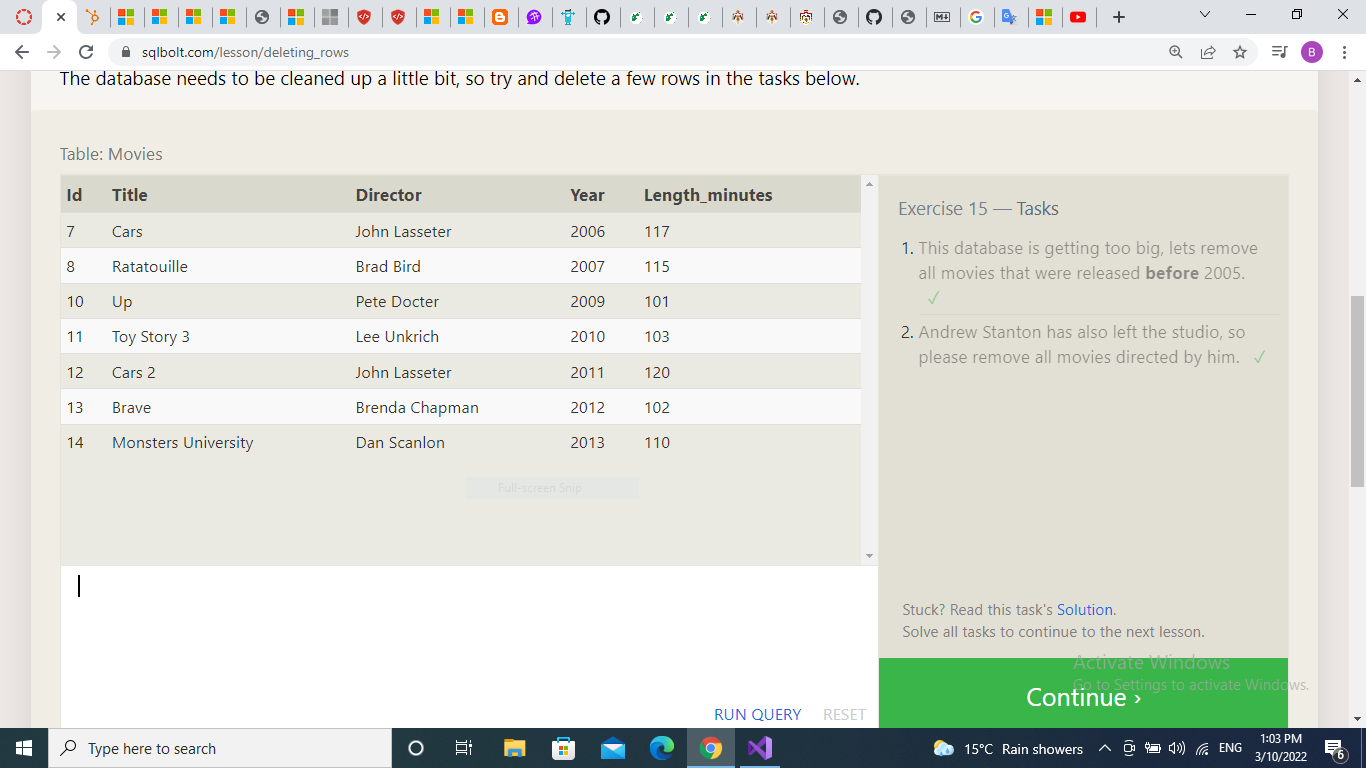 sqlbolt.com/lesson/deleting_rows
B
The database needs to be cleaned up a little bit, so try and delete a few rows in the tasks below.
Table: Movies
Id Title Director Year Length_minutes
7 Cars John Lasseter 2006 117
8 Ratatouille Brad Bird 2007 115
10 Up Pete Docter 2009 101
11 Toy Story 3 Lee Unkrich 2010 103
12 Cars 2 John Lasseter 2011 120
13 Brave Brenda Chapman 2012 102
14 Monsters University Dan Scanlon 2013 110
Full-screen Snip
RUN QUERY RESET
Exercise 15 — Tasks
1. This database is getting too big, lets remove
all movies that were released before 2005.
✓
2. Andrew Stanton has also left the studio, so
please remove all movies directed by him. ✓
Stuck? Read this task's Solution.
Solve all tasks to continue to the next lesson.
Activate Windows
Go to Settings to activate Windows.
Continue ›
Type here to search
15°C Rain showers
ENG
1:03 PM
3/10/2022
6